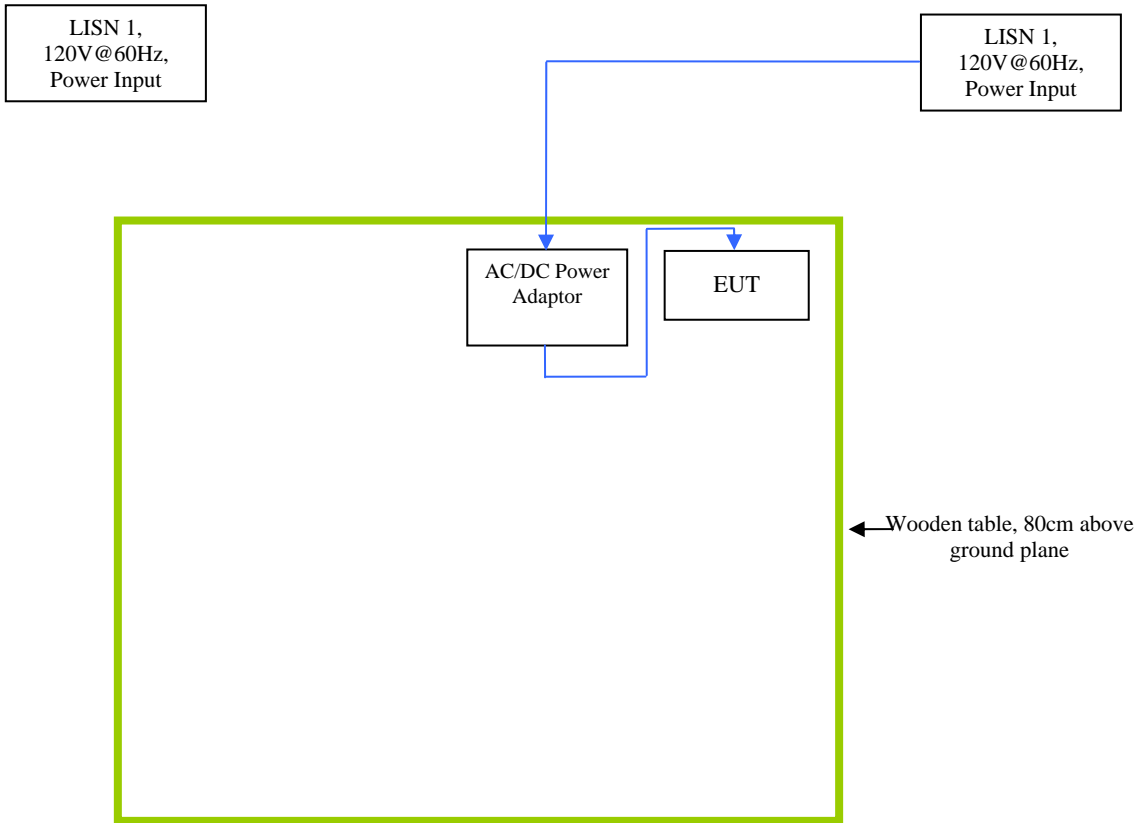 LISN 1,
120V@60Hz,
Power Input
LISN 1,
120V@60Hz,
Power Input
AC/DC Power
Adaptor
EUT
Wooden table, 80cm above
ground plane